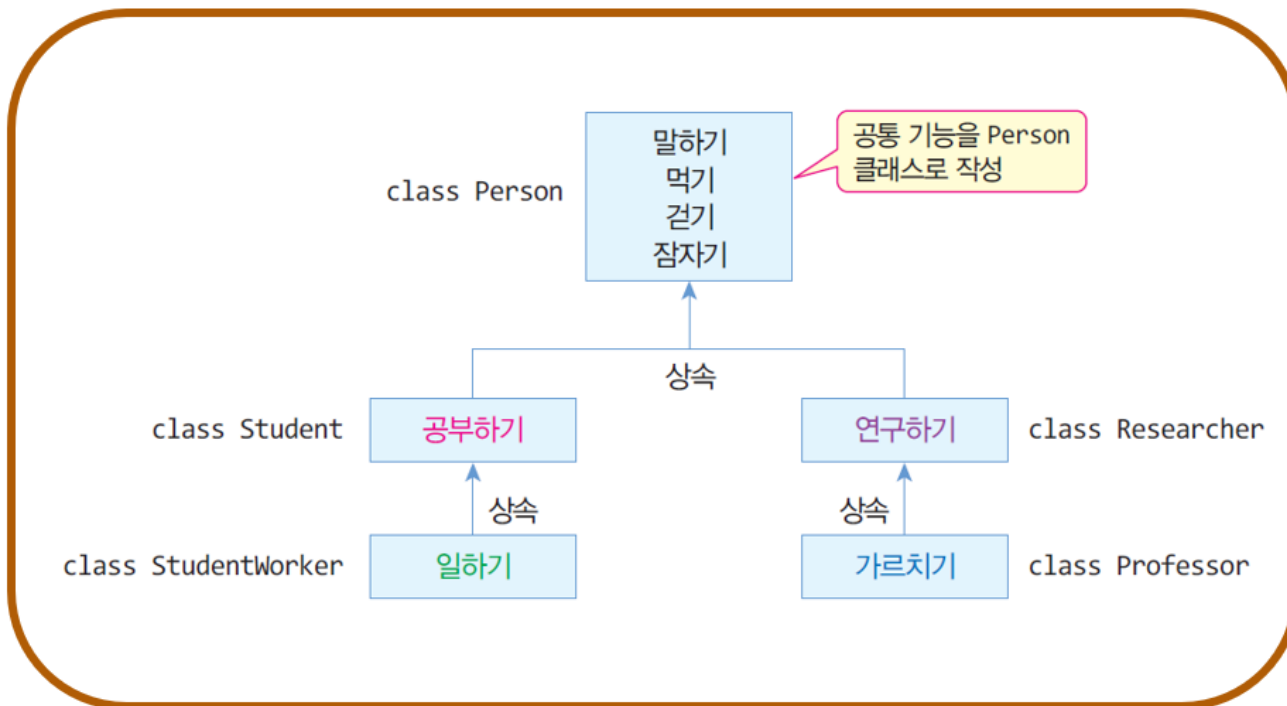 말하기
먹기
걷기
잠자기
class Person
공통 기능을 Person
클래스로 작성
상속
class Student
공부하기
연구하기
class Researcher
상속
상속
class StudentWorker
일하기
가르치기
class Professor